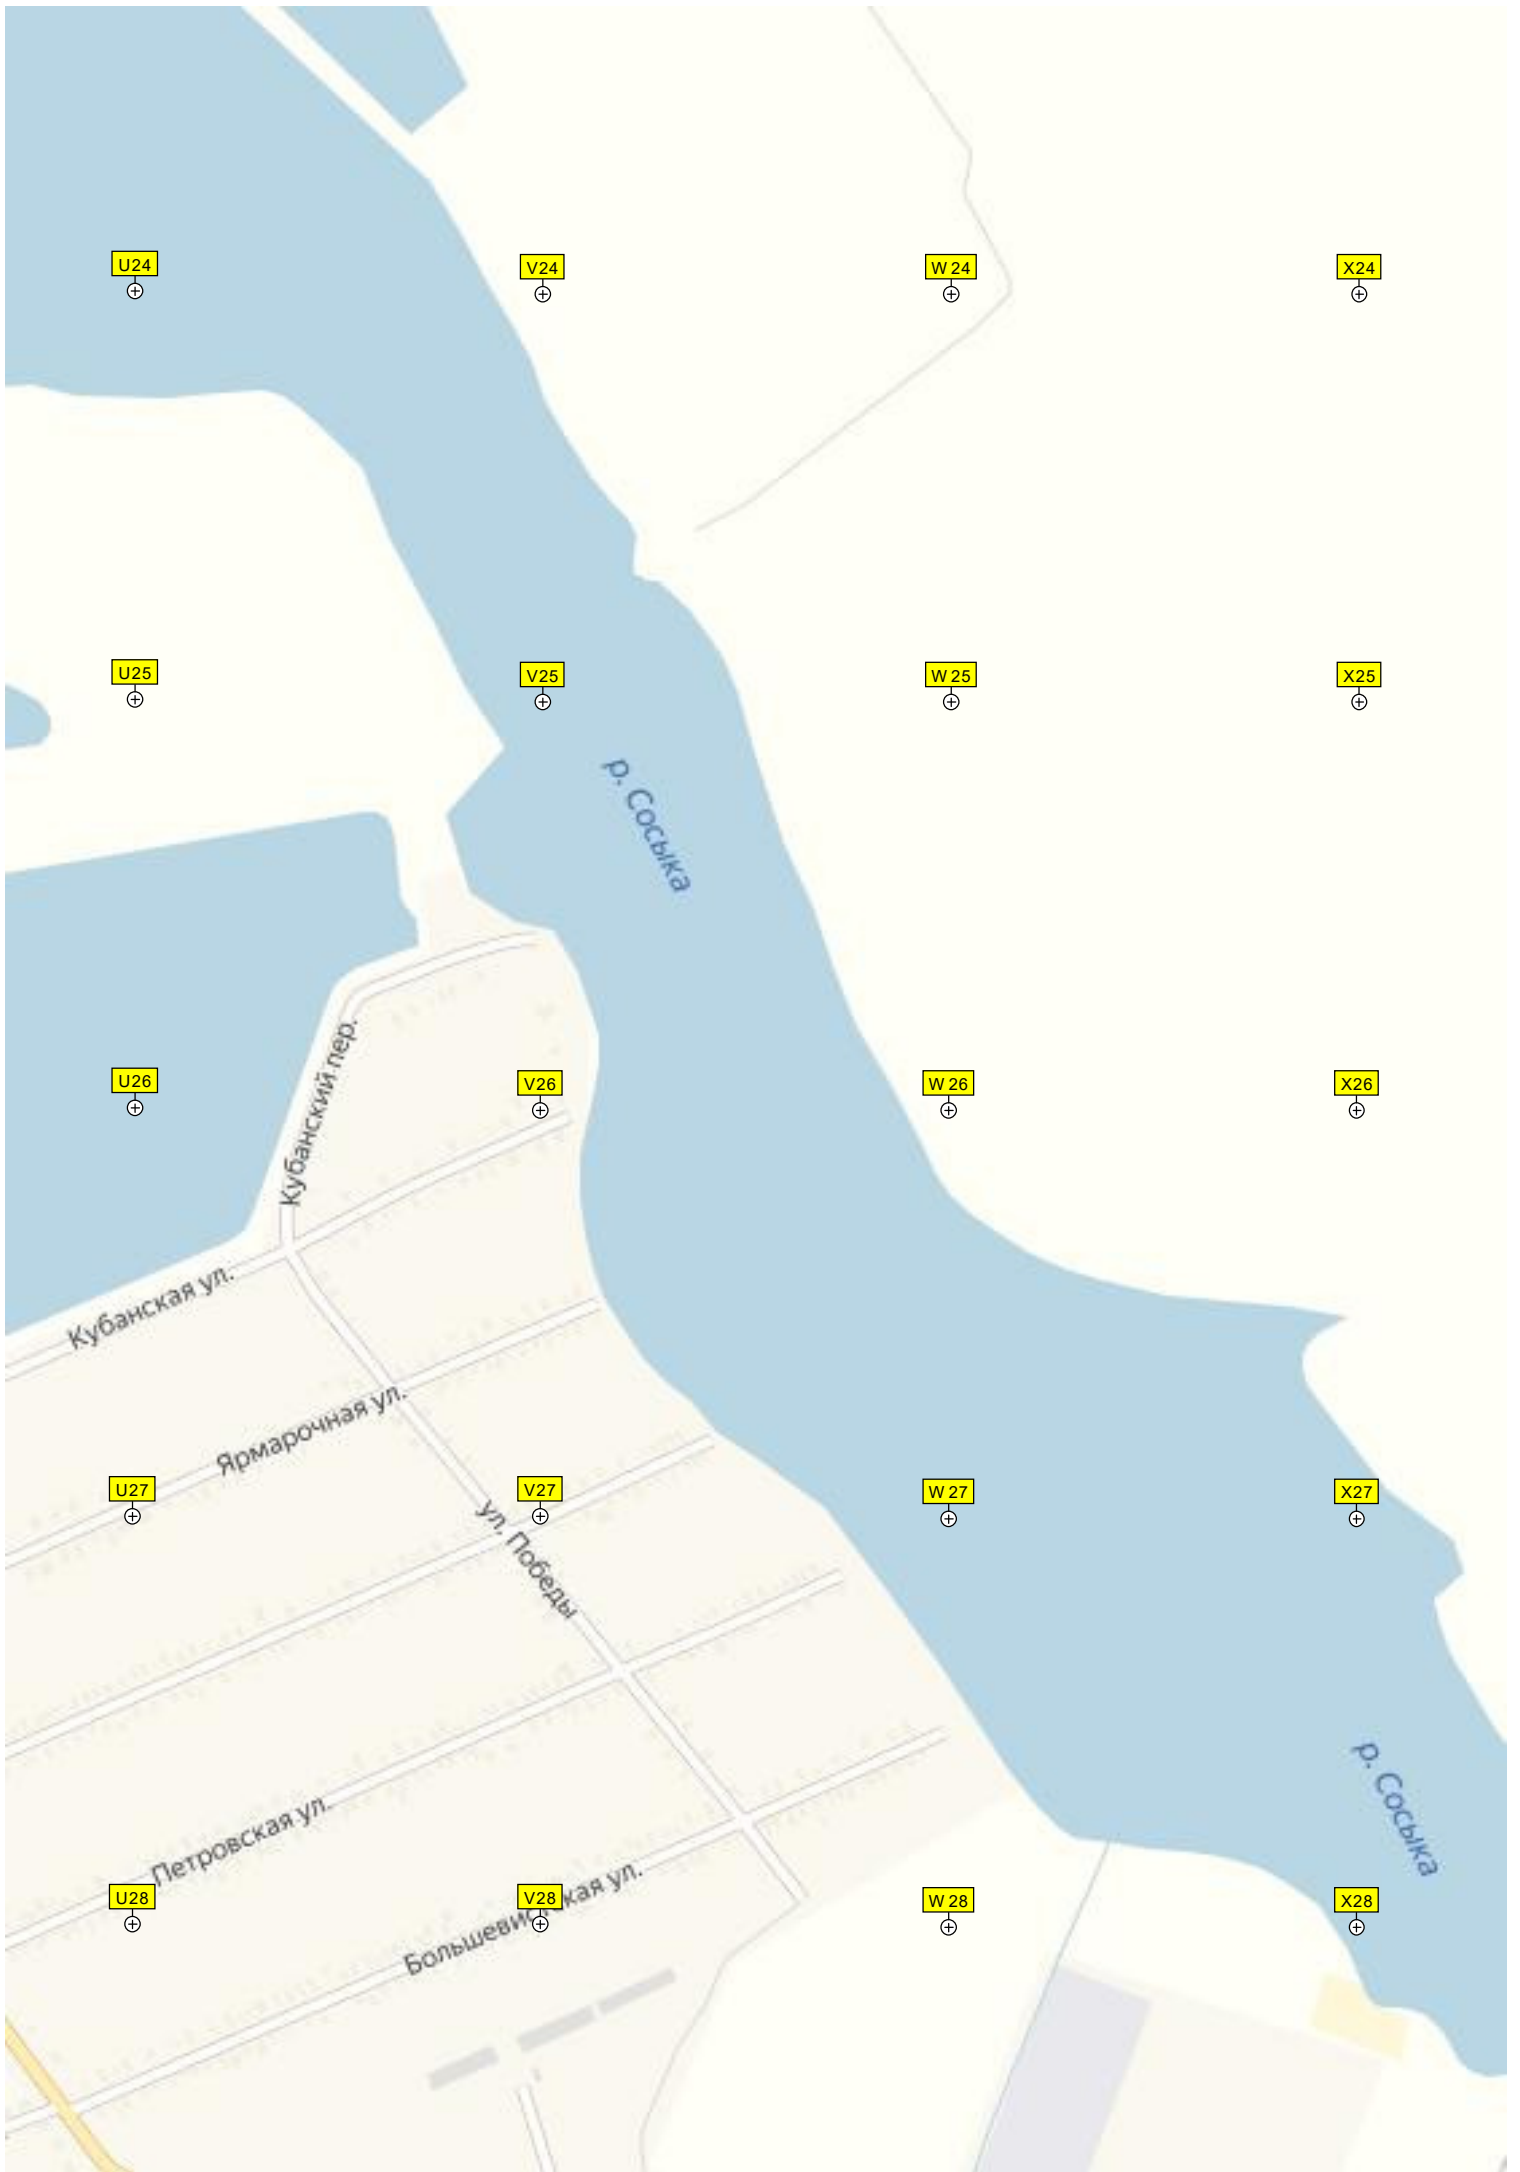 U24
V24
W 24
X24
U25
V25
W 25
X25
р. Сосыка
Кубанский пер.
U26
V26
W 26
X26
Кубанская ул.
Ярмарочная ул.
U27
V27
W 27
X27
ул. Победы
р. Сосыка
Петровская ул.
U28
V28
W 28
X28
ул.